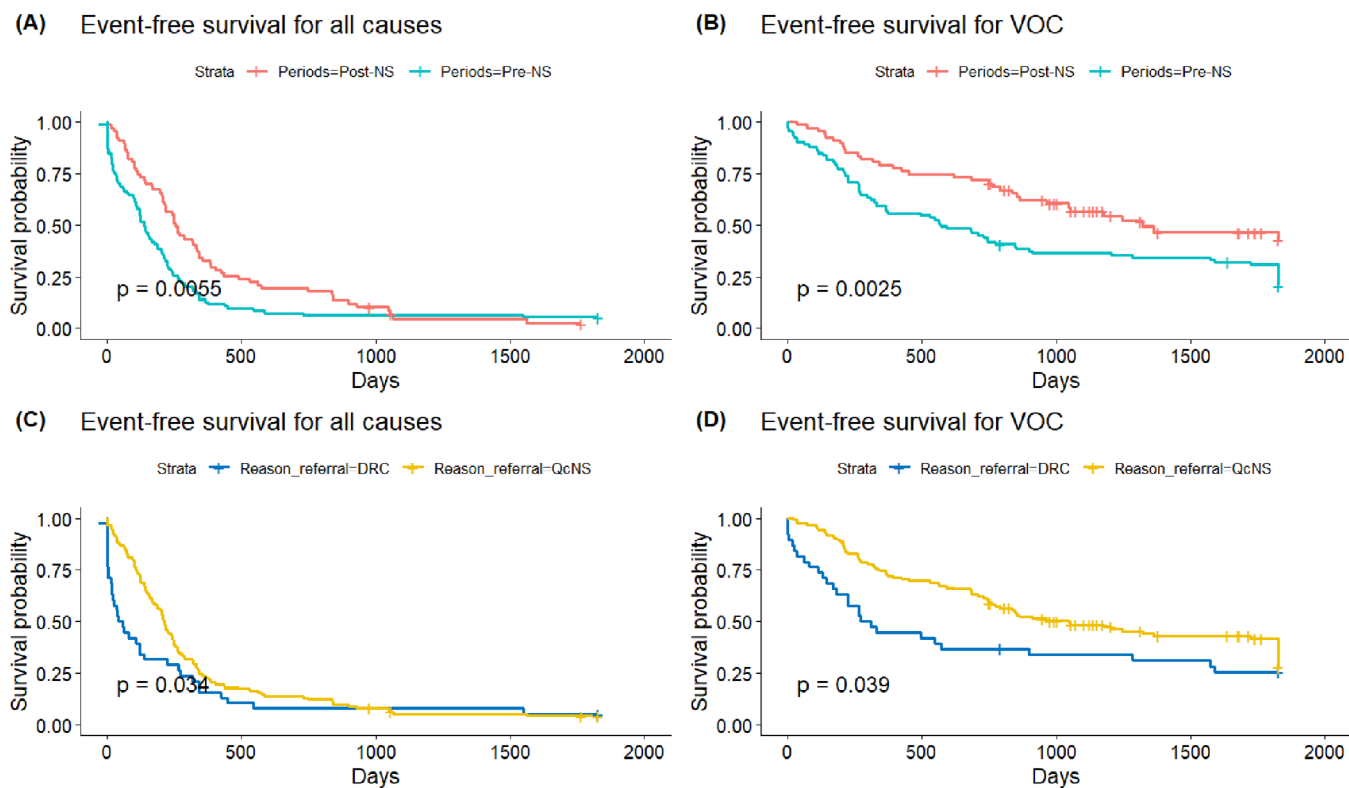 (A) Event-free survival for all causes
Strata Periods=Post-NS Periods=Pre-NS
Survival probability
1.00
0.75
0.50
0.25
0.00
p = 0.0055
0 500 1000 1500 2000
Days
(B) Event-free survival for VOC
Strata Periods=Post-NS Periods=Pre-NS
Survival probability
1.00
0.75
0.50
0.25
0.00
p = 0.0025
0 500 1000 1500 2000
Days
(C) Event-free survival for all causes
Strata Reason_referral=DRC Reason_referral=QcNS
Survival probability
1.00
0.75
0.50
0.25
0.00
p = 0.034
0 500 1000 1500 2000
Days
(D) Event-free survival for VOC
Strata Reason_referral=DRC Reason_referral=QcNS
Survival probability
1.00
0.75
0.50
0.25
0.00
p = 0.039
0 500 1000 1500 2000
Days